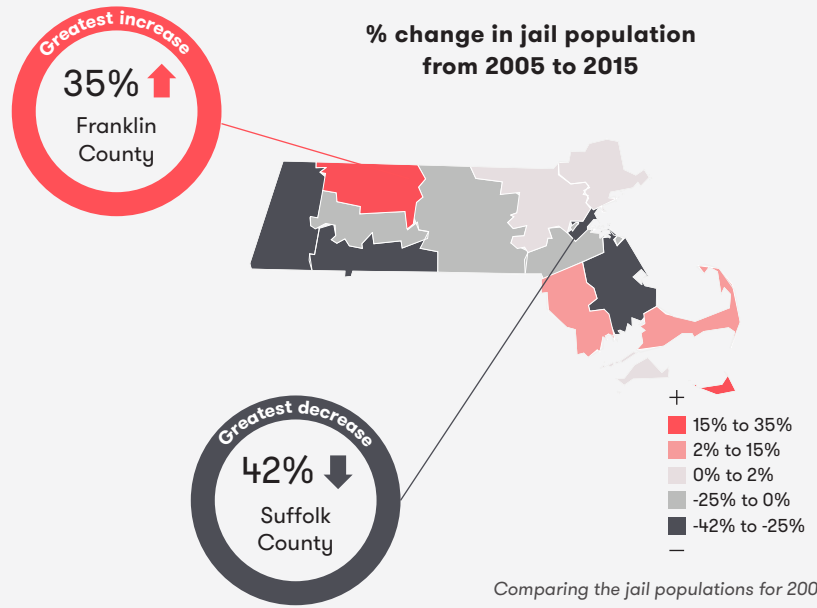 % change in jail population
from 2005 to 2015
Greatest increase
35%
Franklin
County
Greatest decrease
42%
Suffolk
County
+
15% to 35%
2% to 15%
0% to 2%
-25% to 0%
-42% to -25%
−
Comparing the jail populations for 200